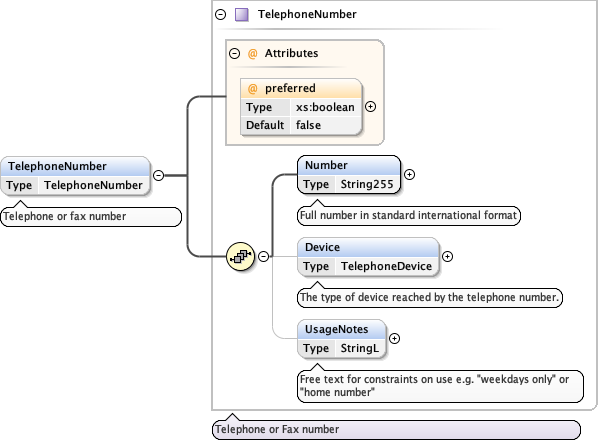 TelephoneNumber
@ Attributes
@ preferred
Type xs:boolean
Default false
TelephoneNumber
Type TelephoneNumber
Telephone or fax number
Number
Type String255
Full number in standard international format
Device
Type TelephoneDevice
The type of device reached by the telephone number.
UsageNotes
Type StringL
Free text for constraints on use e.g. "weekdays only" or
"home number"
Telephone or Fax number